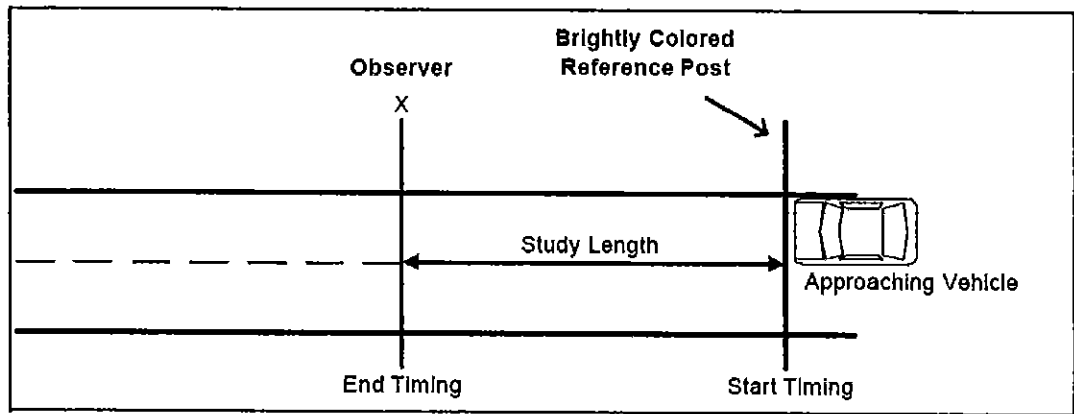 Brightly Colored
Reference Post
Observer
X
Study Length
Approaching Vehicle
End Timing
Start Timing